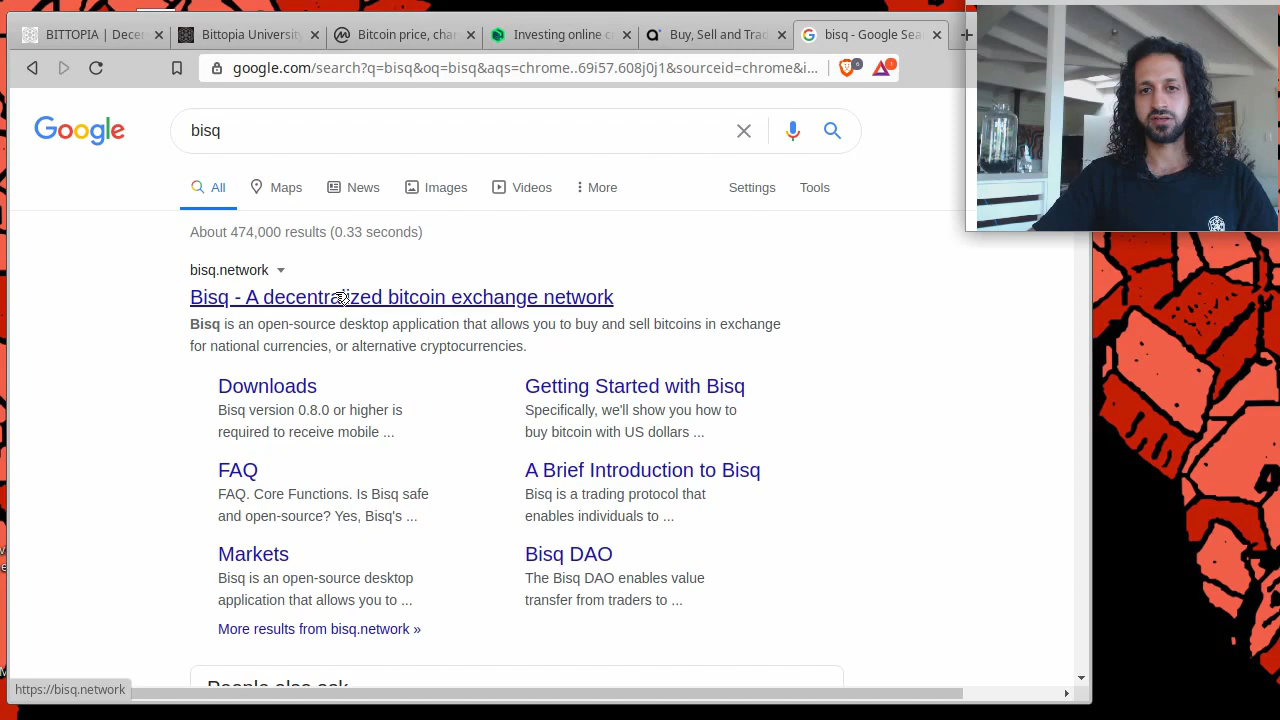 BITTOPIA | Decer
Bittopia University
Bitcoin price, char
Investing online c
Buy, Sell and Trad
bisq - Google Sea
google.com/search?q=bisq&oq=bisq&aqs=chrome..69i57.608j0j1&sourceid=chrome&i...
6
1
Google
bisq
All
Maps
News
Images
Videos
More
Settings
Tools
About 474,000 results (0.33 seconds)
bisq.network
Bisq - A decentralized bitcoin exchange network
Bisq is an open-source desktop application that allows you to buy and sell bitcoins in exchange
for national currencies, or alternative cryptocurrencies.
Downloads
Bisq version 0.8.0 or higher is
required to receive mobile ...
Getting Started with Bisq
Specifically, we'll show you how to
buy bitcoin with US dollars ...
FAQ
FAQ. Core Functions. Is Bisq safe
and open-source? Yes, Bisq's ...
A Brief Introduction to Bisq
Bisq is a trading protocol that
enables individuals to ...
Markets
Bisq is an open-source desktop
application that allows you to ...
Bisq DAO
The Bisq DAO enables value
transfer from traders to ...
More results from bisq.network »
People also ask
https://bisq.network